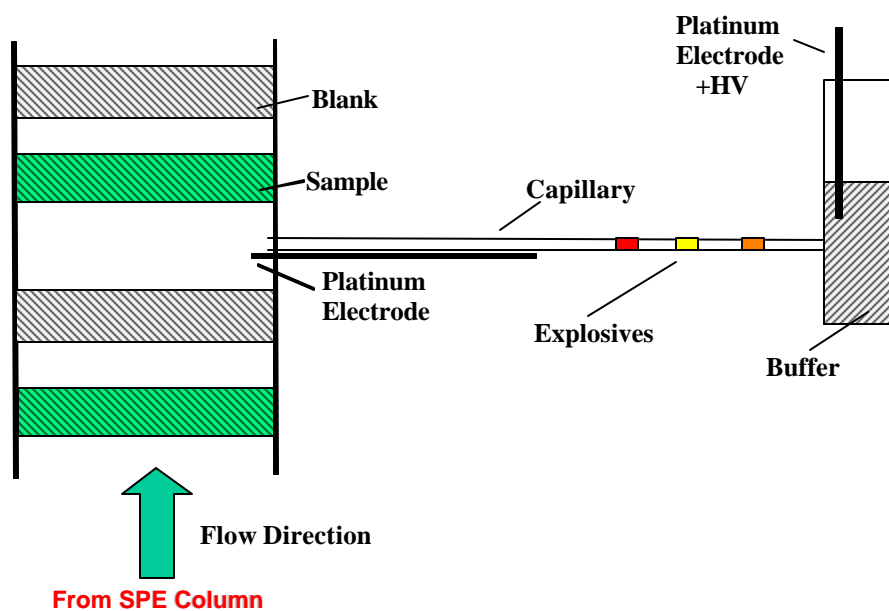 Platinum
Electrode
+HV
Blank
Sample
Capillary
Platinum
Electrode
Explosives
Buffer
Flow Direction
From SPE Column